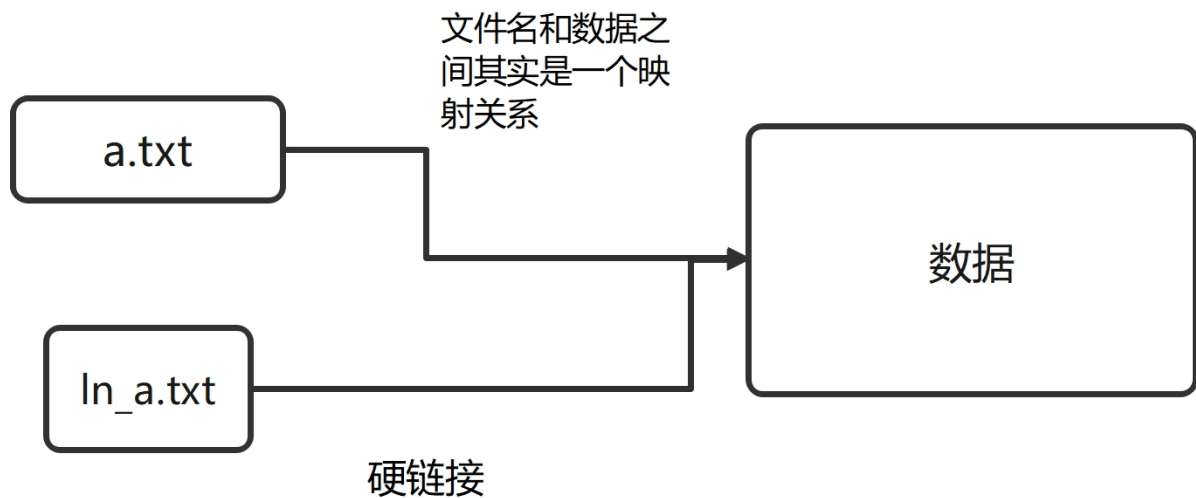 文件名和数据之
间其实是一个映
射关系
a.txt
数据
ln_a.txt
硬链接